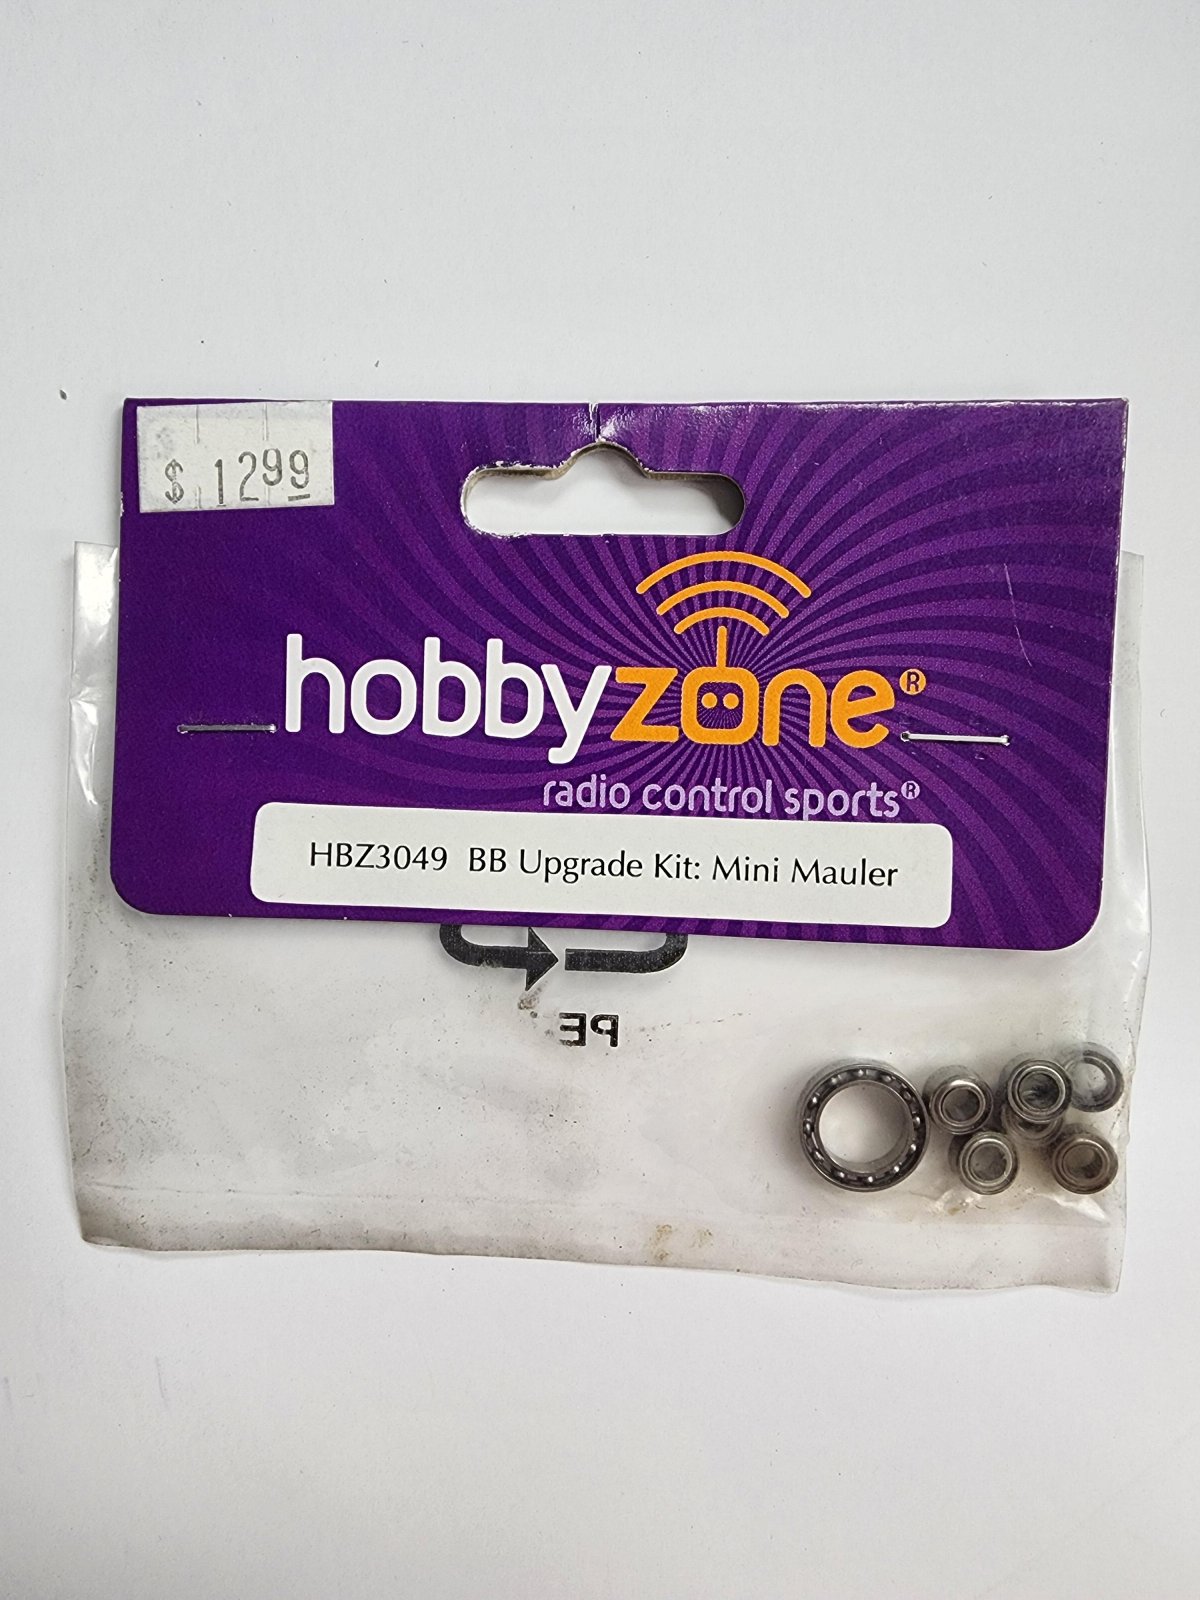 $ 12.99
hobbyzone®
radio control sports®
HBZ3049 BB Upgrade Kit: Mini Mauler
PE